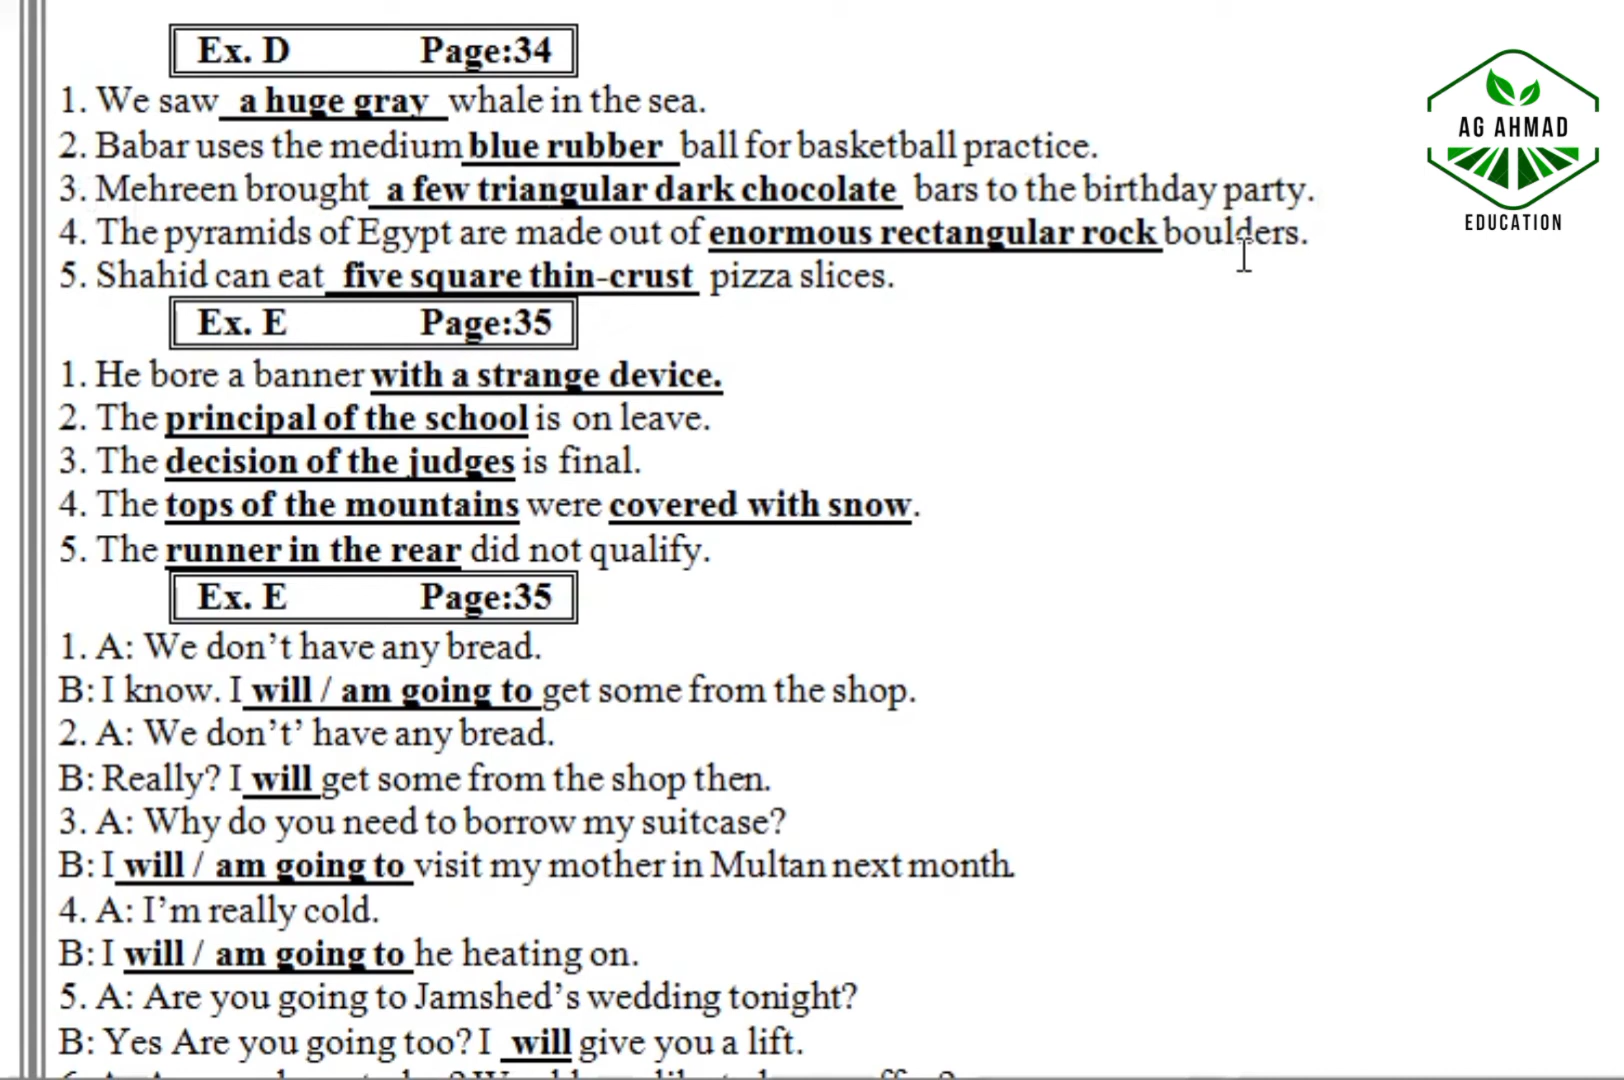 Ex. D Page:34
1. We saw a huge gray whale in the sea.
2. Babar uses the medium blue rubber ball for basketball practice.
3. Mehreen brought a few triangular dark chocolate bars to the birthday party.
4. The pyramids of Egypt are made out of enormous rectangular rock boulders.
5. Shahid can eat five square thin-crust pizza slices.
Ex. E Page:35
1. He bore a banner with a strange device.
2. The principal of the school is on leave.
3. The decision of the judges is final.
4. The tops of the mountains were covered with snow.
5. The runner in the rear did not qualify.
Ex. E Page:35
1. A: We don’t have any bread.
B: I know. I will / am going to get some from the shop.
2. A: We don’t’ have any bread.
B: Really? I will get some from the shop then.
3. A: Why do you need to borrow my suitcase?
B: I will / am going to visit my mother in Multan next month.
4. A: I’m really cold.
B: I will / am going to he heating on.
5. A: Are you going to Jamshed’s wedding tonight?
B: Yes Are you going too? I will give you a lift.
AG AHMAD
EDUCATION